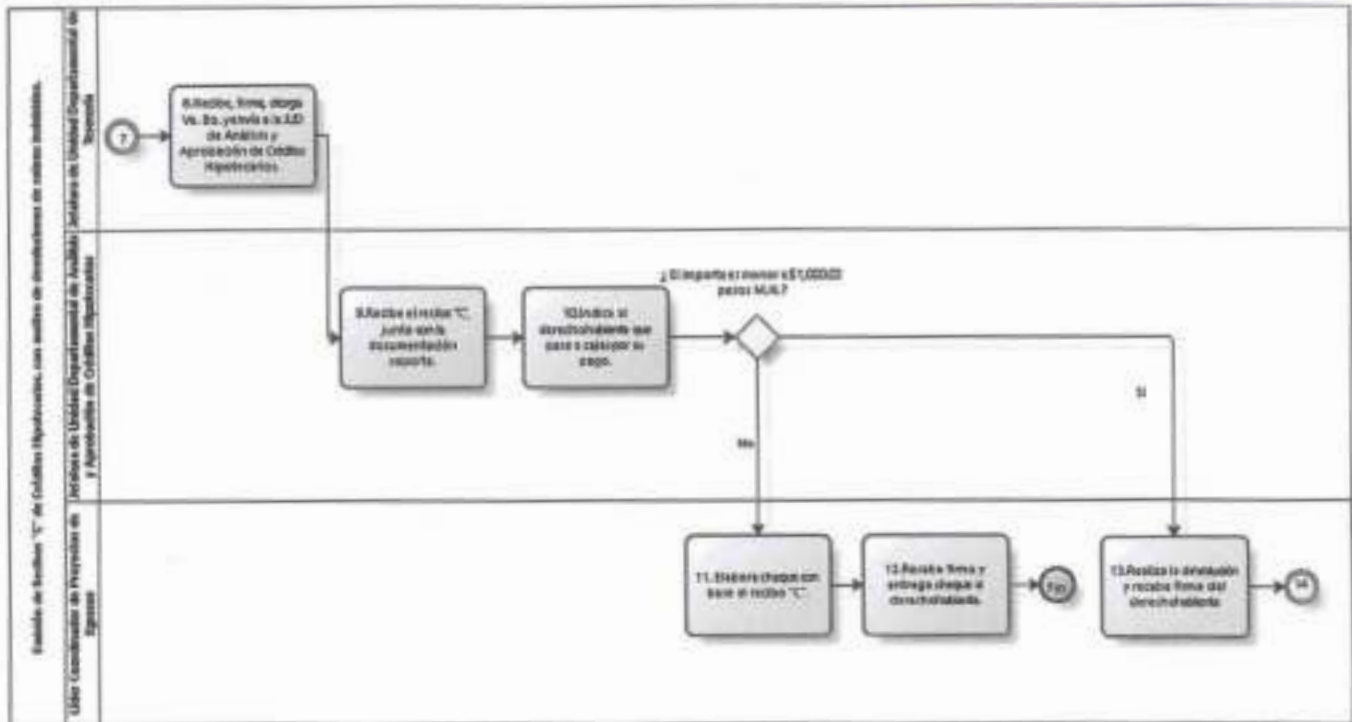 Emisión de Recibos "C" de Créditos Hipotecarios, con motivo de devoluciones de cobros indebidos.
Jefatura de Unidad Departamental de
Tesorería
7
8.Recibe, firma, otorga
Vo. Bo. y envía a la JUD
de Análisis y
Aprobación de Créditos
Hipotecarios.
Jefatura de Unidad Departamental de Análisis
y Aprobación de Créditos Hipotecarios
9.Recibe el recibo "C",
junto con la
documentación
soporte.
10.Indica al
derechohabiente que
pase a caja por su
pago.
¿ El importe es menor a $1,000.00
pesos M.N.?
Si
No
Líder Coordinador de Proyectos de
Egresos
11. Elabora cheque con
base al recibo "C".
12.Recaba firma y
entrega cheque al
derechohabiente.
Fin
13.Realiza la devolución
y recaba firma del
derechohabiente
14